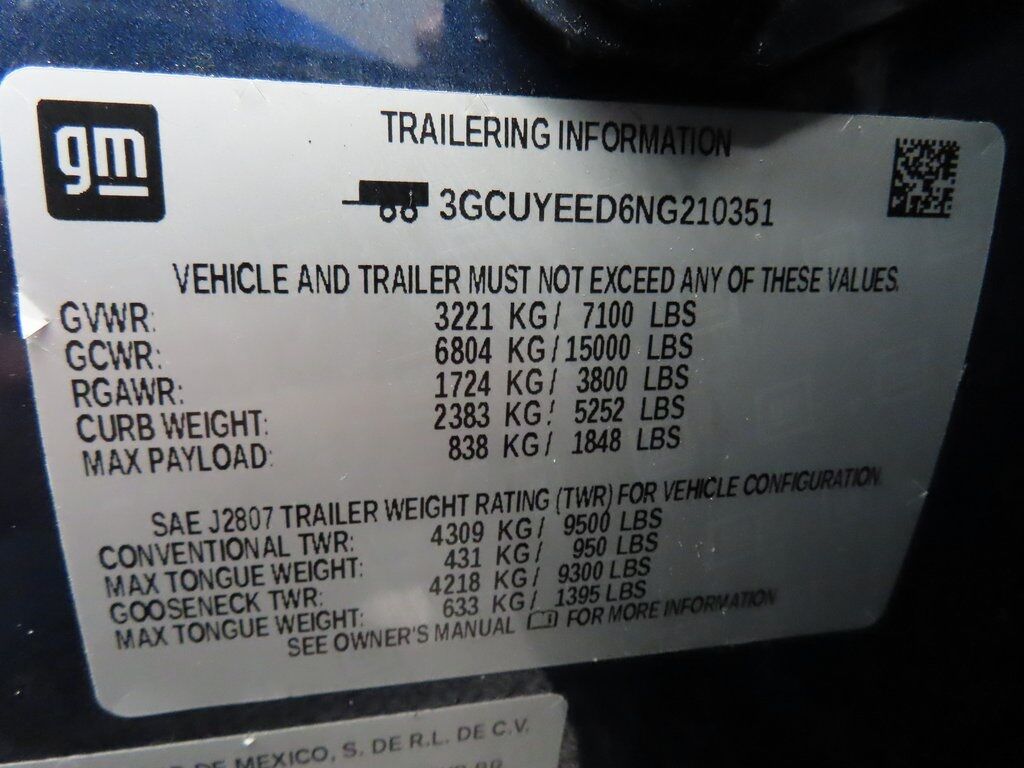 gm
TRAILERING INFORMATION
3GCUYEED6NG210351
VEHICLE AND TRAILER MUST NOT EXCEED ANY OF THESE VALUES.
GVWR: 3221 KG/ 7100 LBS
GCWR: 6804 KG/15000 LBS
RGAWR: 1724 KG/ 3800 LBS
CURB WEIGHT: 2383 KG/ 5252 LBS
MAX PAYLOAD: 838 KG/ 1848 LBS
SAE J2807 TRAILER WEIGHT RATING (TWR) FOR VEHICLE CONFIGURATION.
CONVENTIONAL TWR: 4309 KG/ 9500 LBS
MAX TONGUE WEIGHT: 431 KG/ 950 LBS
GOOSENECK TWR: 4218 KG/ 9300 LBS
MAX TONGUE WEIGHT: 633 KG/ 1395 LBS
SEE OWNER'S MANUAL FOR MORE INFORMATION
DE MEXICO, S. DE R.L. DE C.V.